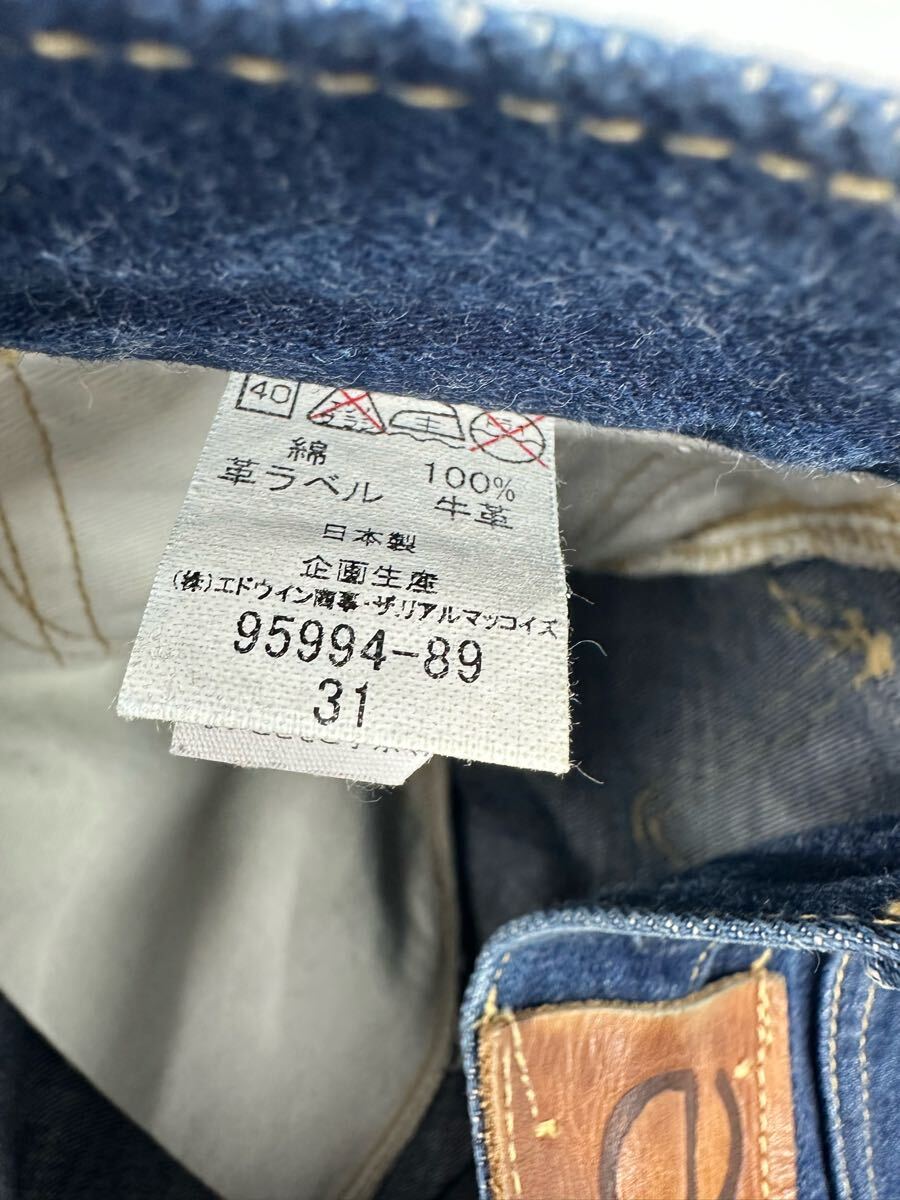 40
綿 100%
革ラベル 牛革
日本製
企画生産
(株)エドウイン商事・ザ.リアルマッコイズ
95994-89
31